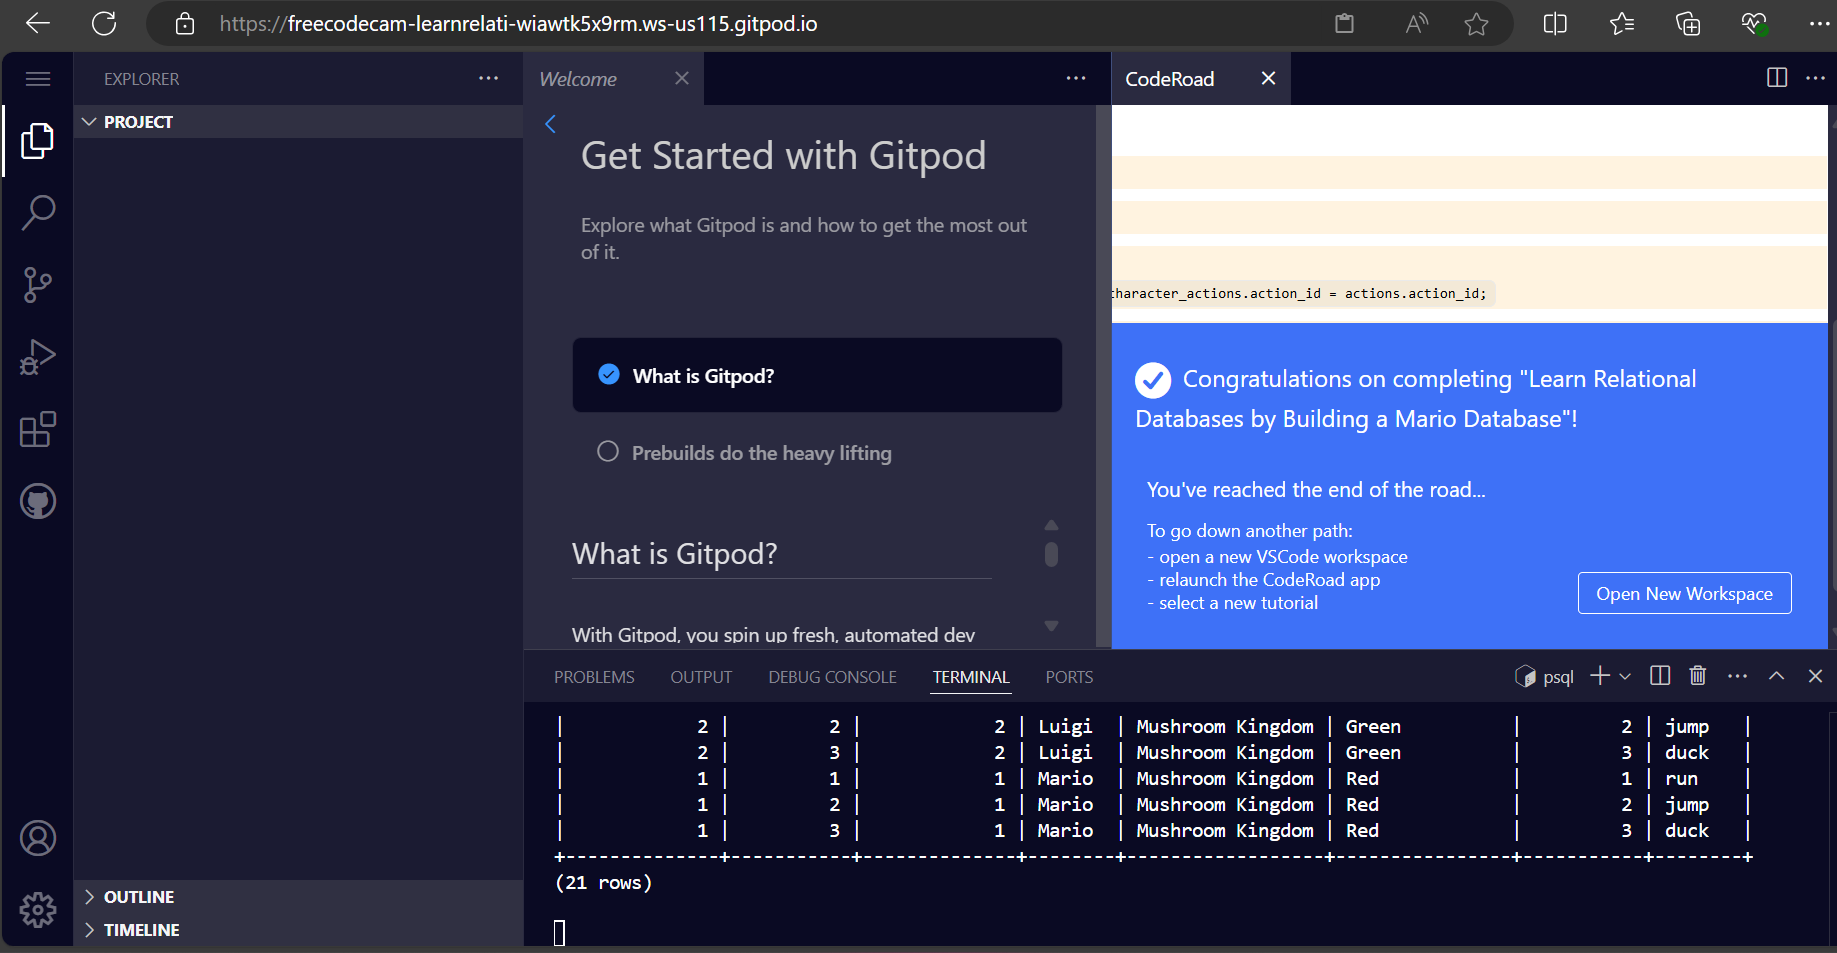 https://freecodecam-learnrelati-wiawtk5x9rm.ws-us115.gitpod.io
EXPLORER
PROJECT
OUTLINE
TIMELINE
Welcome
Get Started with Gitpod
Explore what Gitpod is and how to get the most out
of it.
What is Gitpod?
Prebuilds do the heavy lifting
What is Gitpod?
With Gitpod, you spin up fresh, automated dev
CodeRoad
character_actions.action_id = actions.action_id;
Congratulations on completing "Learn Relational
Databases by Building a Mario Database"!
You've reached the end of the road...
To go down another path:
- open a new VSCode workspace
- relaunch the CodeRoad app
- select a new tutorial
Open New Workspace
PROBLEMS OUTPUT DEBUG CONSOLE TERMINAL PORTS psql
| 2 | 2 | 2 | Luigi | Mushroom Kingdom | Green | 2 | jump |
| 2 | 3 | 2 | Luigi | Mushroom Kingdom | Green | 3 | duck |
| 1 | 1 | 1 | Mario | Mushroom Kingdom | Red | 1 | run |
| 1 | 2 | 1 | Mario | Mushroom Kingdom | Red | 2 | jump |
| 1 | 3 | 1 | Mario | Mushroom Kingdom | Red | 3 | duck |
+--------------+-----------+--------------+--------+------------------+----------------+-----------+--------+
(21 rows)